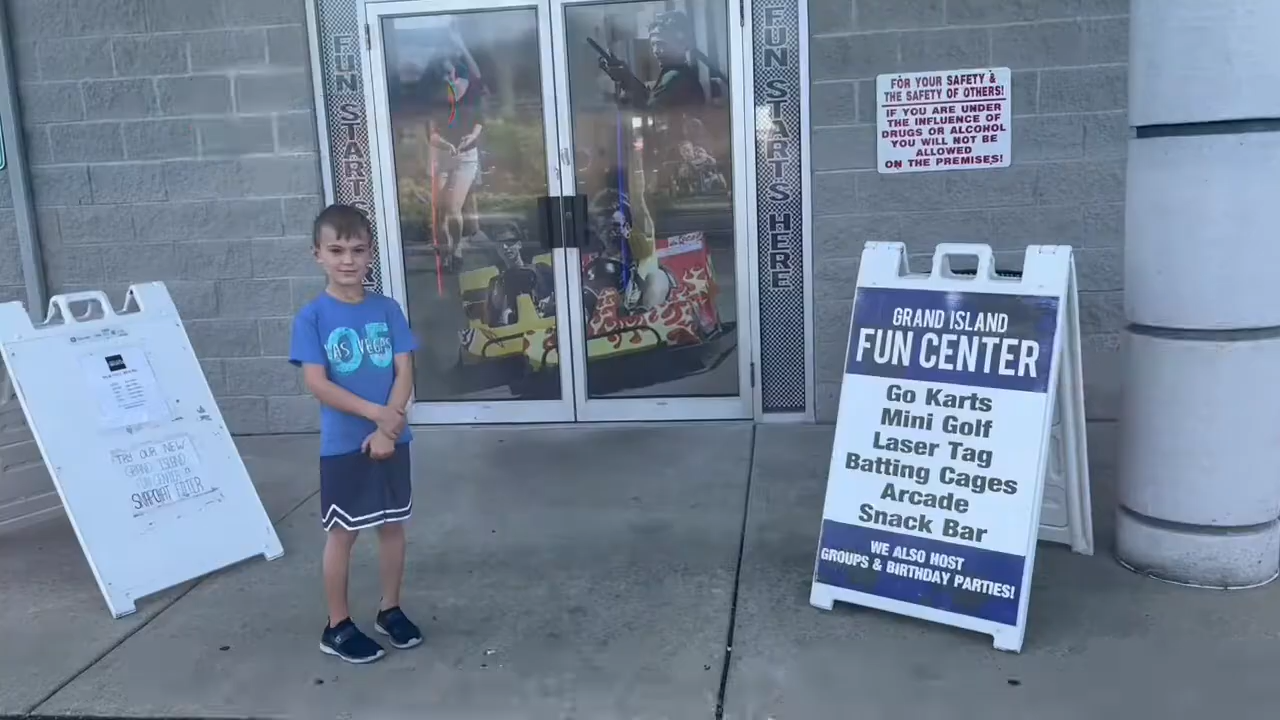 FUN STARTS HERE
FUN STARTS HERE
FOR YOUR SAFETY &
THE SAFETY OF OTHERS!
IF YOU ARE UNDER
THE INFLUENCE OF
DRUGS OR ALCOHOL
YOU WILL NOT BE
ALLOWED
ON THE PREMISES!
TRY OUR NEW
GRAND ISLAND
FUN CENTER
SNAPCHAT FILTER
LAS VEGAS
05
GRAND ISLAND
FUN CENTER
Go Karts
Mini Golf
Laser Tag
Batting Cages
Arcade
Snack Bar
WE ALSO HOST
GROUPS & BIRTHDAY PARTIES!